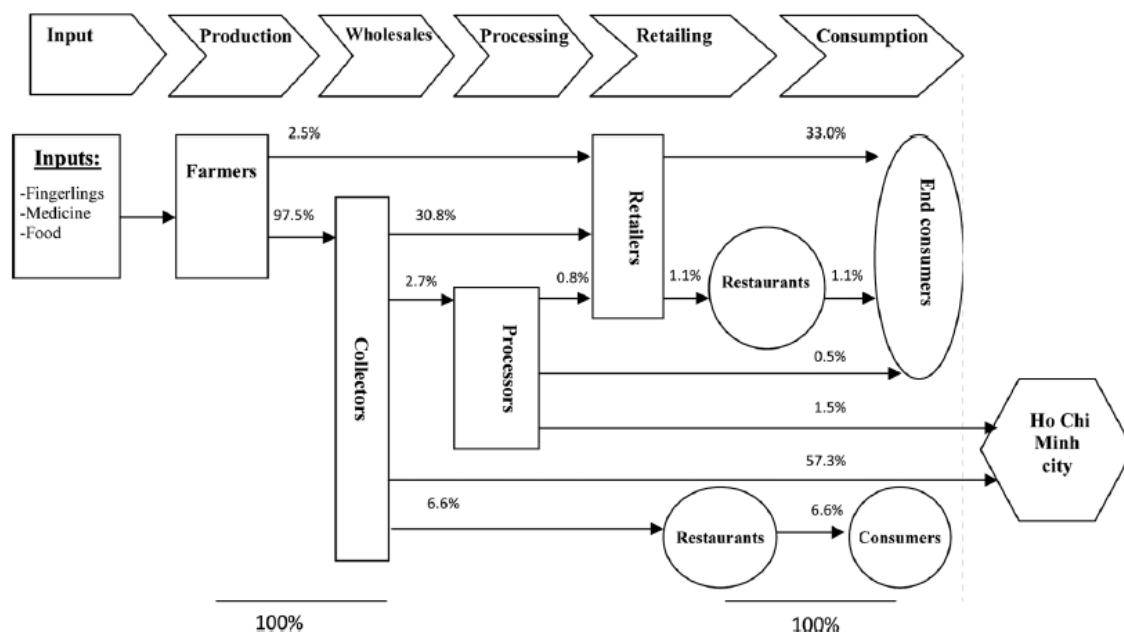 Input
Production
Wholesales
Processing
Retailing
Consumption
2.5%
33.0%
Inputs:
-Fingerlings
-Medicine
-Food
Farmers
97.5%
Collectors
30.8%
2.7%
Processors
0.8%
Retailers
1.1%
Restaurants
1.1%
End consumers
0.5%
1.5%
57.3%
Ho Chi
Minh
city
6.6%
Restaurants
6.6%
Consumers
100%
100%